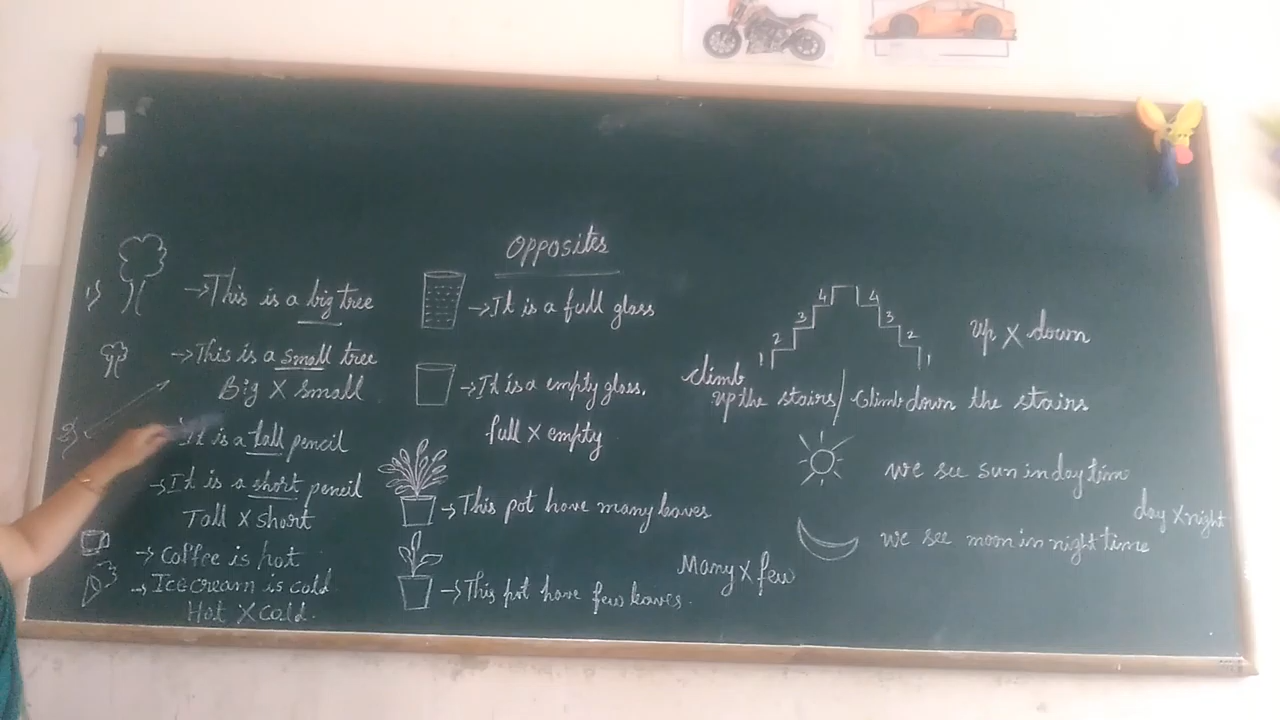 Opposites
1) → This is a big tree
→ This is a small tree
Big X small
2) It is a tall pencil
→ It is a short pencil
Tall X short
→ Coffee is hot
→ Ice cream is cold
Hot X cold.
→ It is a full glass
→ It is a empty glass.
full X empty
→ This pot have many leaves
→ This pot have few leaves.
Many X few
1 2 3 4 4 3 2 1
up X down
climb up the stairs / Climb down the stairs
we see sun in day time
day X night
we see moon in night time